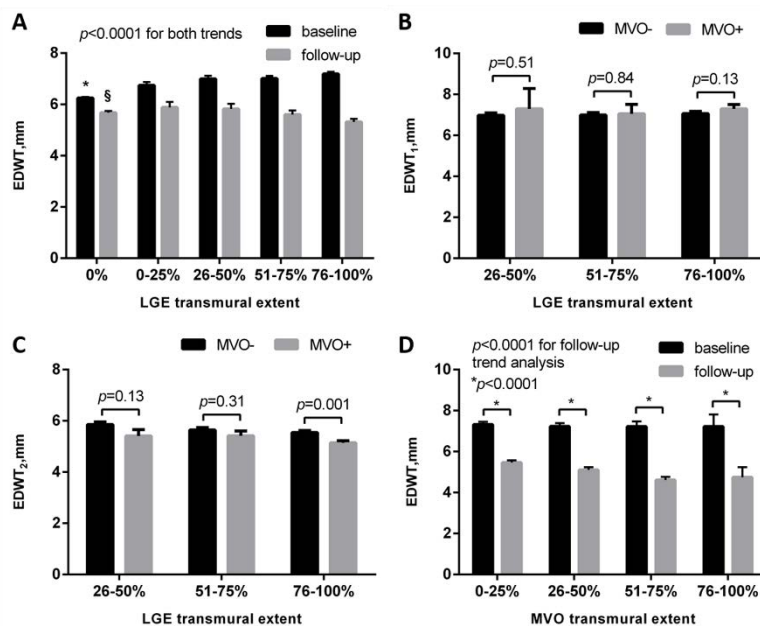 A
p<0.0001 for both trends
baseline
follow-up
EDWT,mm
8
6
4
2
0
*
§
0%
0-25%
26-50%
51-75%
76-100%
LGE transmural extent
B
MVO-
MVO+
EDWT1,mm
10
8
6
4
2
0
p=0.51
p=0.84
p=0.13
26-50%
51-75%
76-100%
LGE transmural extent
C
MVO-
MVO+
EDWT2,mm
8
6
4
2
0
p=0.13
p=0.31
p=0.001
26-50%
51-75%
76-100%
LGE transmural extent
D
p<0.0001 for follow-up
trend analysis
*p<0.0001
baseline
follow-up
EDWT,mm
10
8
6
4
2
0
*
*
*
*
0-25%
26-50%
51-75%
76-100%
MVO transmural extent